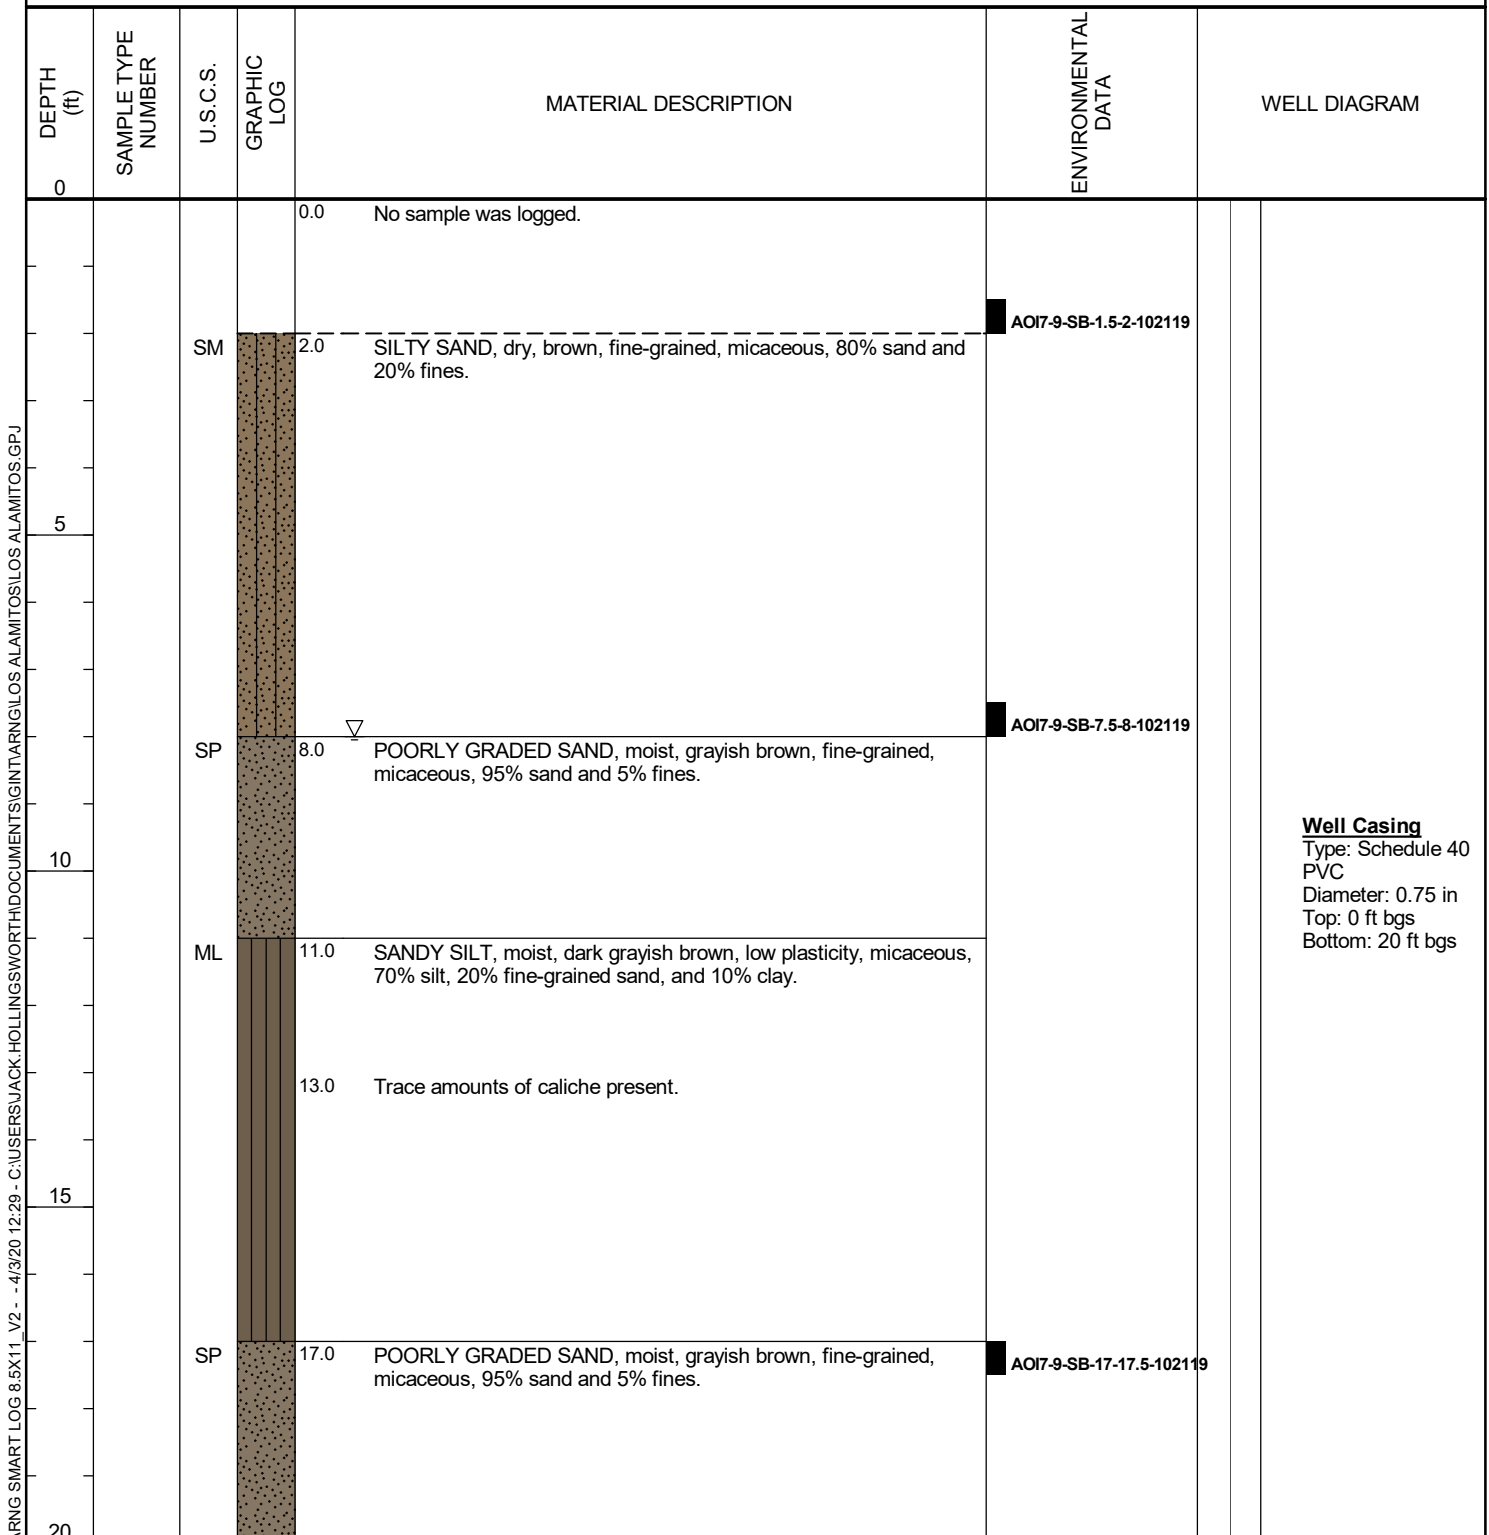 DEPTH
(ft)
SAMPLE TYPE
NUMBER
U.S.C.S.
GRAPHIC
LOG
MATERIAL DESCRIPTION
ENVIRONMENTAL
DATA
WELL DIAGRAM
0
0.0 No sample was logged.
AOI7-9-SB-1.5-2-102119
SM 2.0 SILTY SAND, dry, brown, fine-grained, micaceous, 80% sand and
20% fines.
5
AOI7-9-SB-7.5-8-102119
SP 8.0 POORLY GRADED SAND, moist, grayish brown, fine-grained,
micaceous, 95% sand and 5% fines.
Well Casing
Type: Schedule 40
PVC
Diameter: 0.75 in
Top: 0 ft bgs
Bottom: 20 ft bgs
10
ML 11.0 SANDY SILT, moist, dark grayish brown, low plasticity, micaceous,
70% silt, 20% fine-grained sand, and 10% clay.
13.0 Trace amounts of caliche present.
15
SP 17.0 POORLY GRADED SAND, moist, grayish brown, fine-grained,
micaceous, 95% sand and 5% fines.
AOI7-9-SB-17-17.5-102119
20
ARNG SMART LOG 8.5X11_V2 - - 4/3/20 12:29 - C:\USERS\JACK.HOLLINGSWORTH\DOCUMENTS\GINT\ARNG\LOS ALAMITOS\LOS ALAMITOS.GPJ